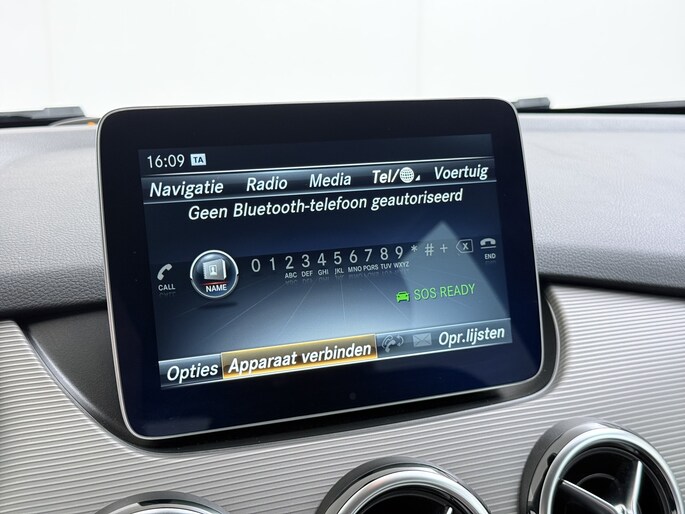 16:09 TA
Navigatie Radio Media Tel/ Voertuig
Geen Bluetooth-telefoon geautoriseerd
0 1 2 3 4 5 6 7 8 9 * # + X
ABC DEF GHI JKL MNO PQRS TUV WXYZ
CALL NAME END
SOS READY
Opties Apparaat verbinden Opr.lijsten